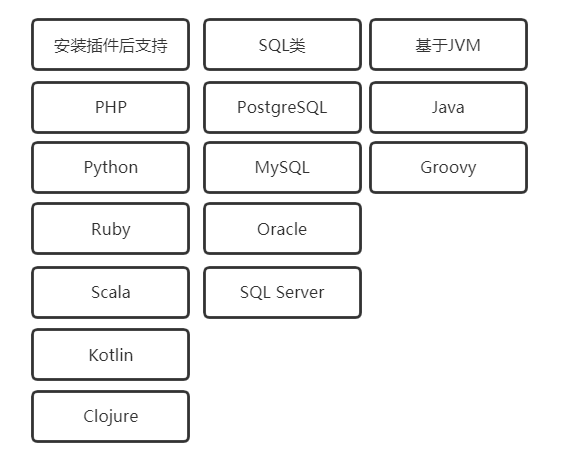 安装插件后支持
SQL类
基于JVM
PHP
PostgreSQL
Java
Python
MySQL
Groovy
Ruby
Oracle
Scala
SQL Server
Kotlin
Clojure